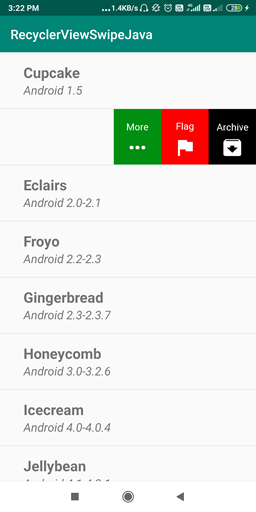 3:22 PM ...1.4KB/s 28
RecyclerViewSwipeJava
Cupcake
Android 1.5
More Flag Archive
Eclairs
Android 2.0-2.1
Froyo
Android 2.2-2.3
Gingerbread
Android 2.3-2.3.7
Honeycomb
Android 3.0-3.2.6
Icecream
Android 4.0-4.0.4
Jellybean